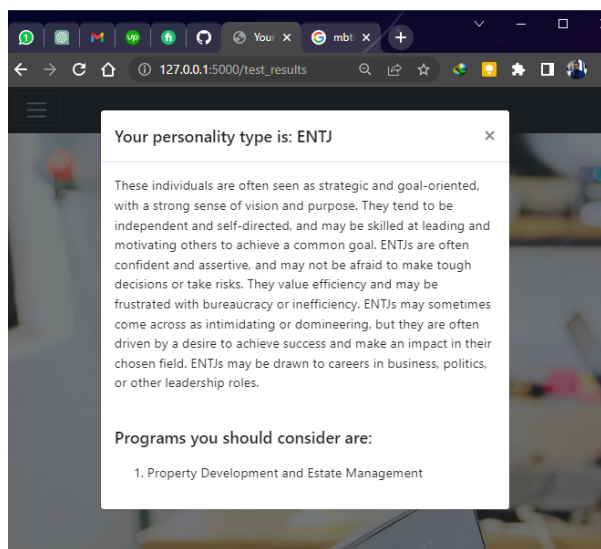 Your
mbt
127.0.0.1:5000/test_results
Your personality type is: ENTJ
These individuals are often seen as strategic and goal-oriented,
with a strong sense of vision and purpose. They tend to be
independent and self-directed, and may be skilled at leading and
motivating others to achieve a common goal. ENTJs are often
confident and assertive, and may not be afraid to make tough
decisions or take risks. They value efficiency and may be
frustrated with bureaucracy or inefficiency. ENTJs may sometimes
come across as intimidating or domineering, but they are often
driven by a desire to achieve success and make an impact in their
chosen field. ENTJs may be drawn to careers in business, politics,
or other leadership roles.
Programs you should consider are:
1. Property Development and Estate Management